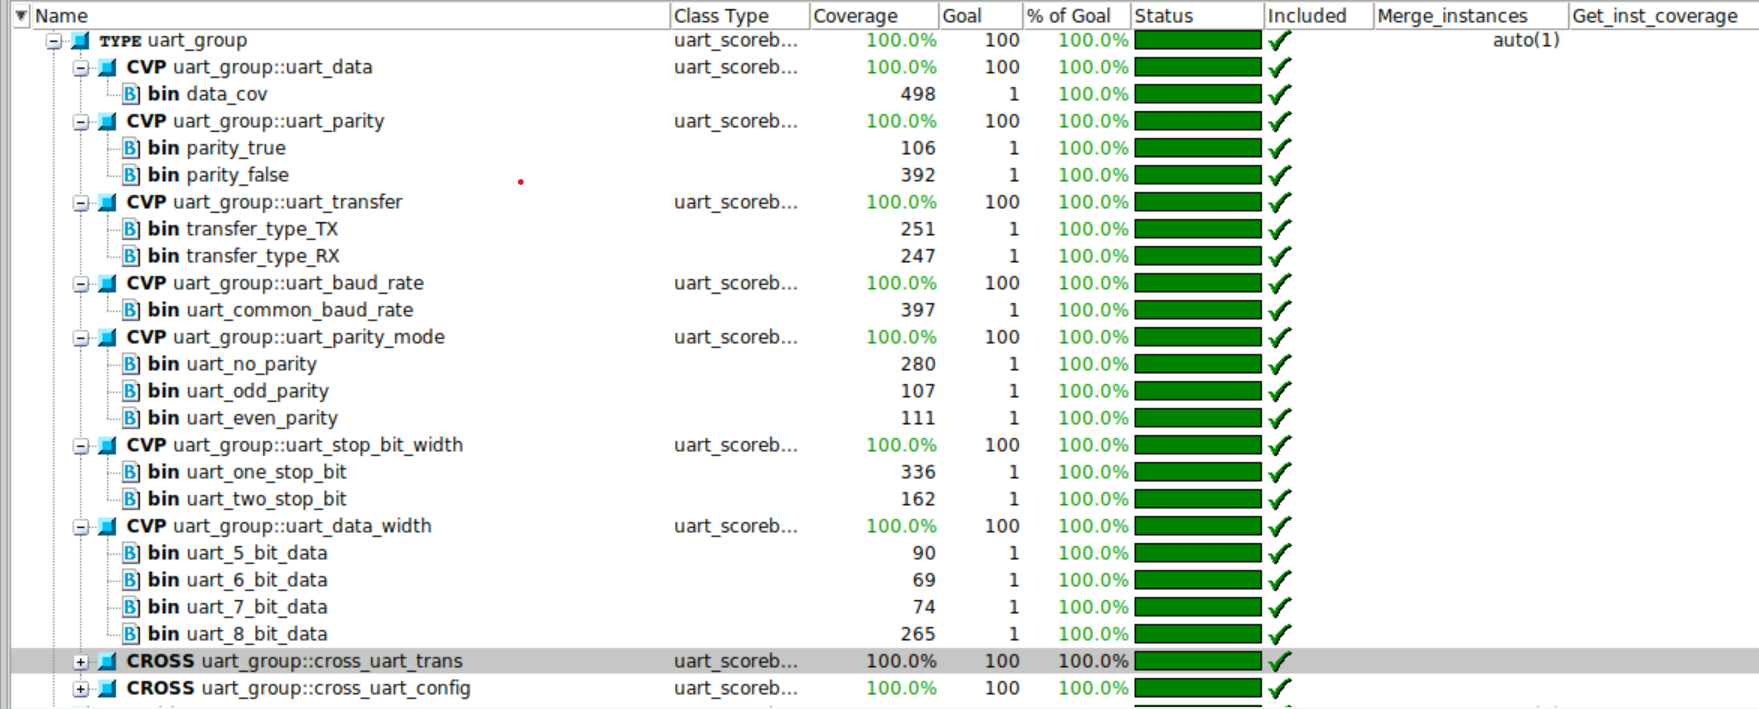 Name Class Type Coverage Goal % of Goal Status Included Merge_instances Get_inst_coverage
TYPE uart_group uart_scoreb... 100.0% 100 100.0% auto(1)
CVP uart_group::uart_data uart_scoreb... 100.0% 100 100.0%
B bin data_cov 498 1 100.0%
CVP uart_group::uart_parity uart_scoreb... 100.0% 100 100.0%
B bin parity_true 106 1 100.0%
B bin parity_false 392 1 100.0%
CVP uart_group::uart_transfer uart_scoreb... 100.0% 100 100.0%
B bin transfer_type_TX 251 1 100.0%
B bin transfer_type_RX 247 1 100.0%
CVP uart_group::uart_baud_rate uart_scoreb... 100.0% 100 100.0%
B bin uart_common_baud_rate 397 1 100.0%
CVP uart_group::uart_parity_mode uart_scoreb... 100.0% 100 100.0%
B bin uart_no_parity 280 1 100.0%
B bin uart_odd_parity 107 1 100.0%
B bin uart_even_parity 111 1 100.0%
CVP uart_group::uart_stop_bit_width uart_scoreb... 100.0% 100 100.0%
B bin uart_one_stop_bit 336 1 100.0%
B bin uart_two_stop_bit 162 1 100.0%
CVP uart_group::uart_data_width uart_scoreb... 100.0% 100 100.0%
B bin uart_5_bit_data 90 1 100.0%
B bin uart_6_bit_data 69 1 100.0%
B bin uart_7_bit_data 74 1 100.0%
B bin uart_8_bit_data 265 1 100.0%
CROSS uart_group::cross_uart_trans uart_scoreb... 100.0% 100 100.0%
CROSS uart_group::cross_uart_config uart_scoreb... 100.0% 100 100.0%